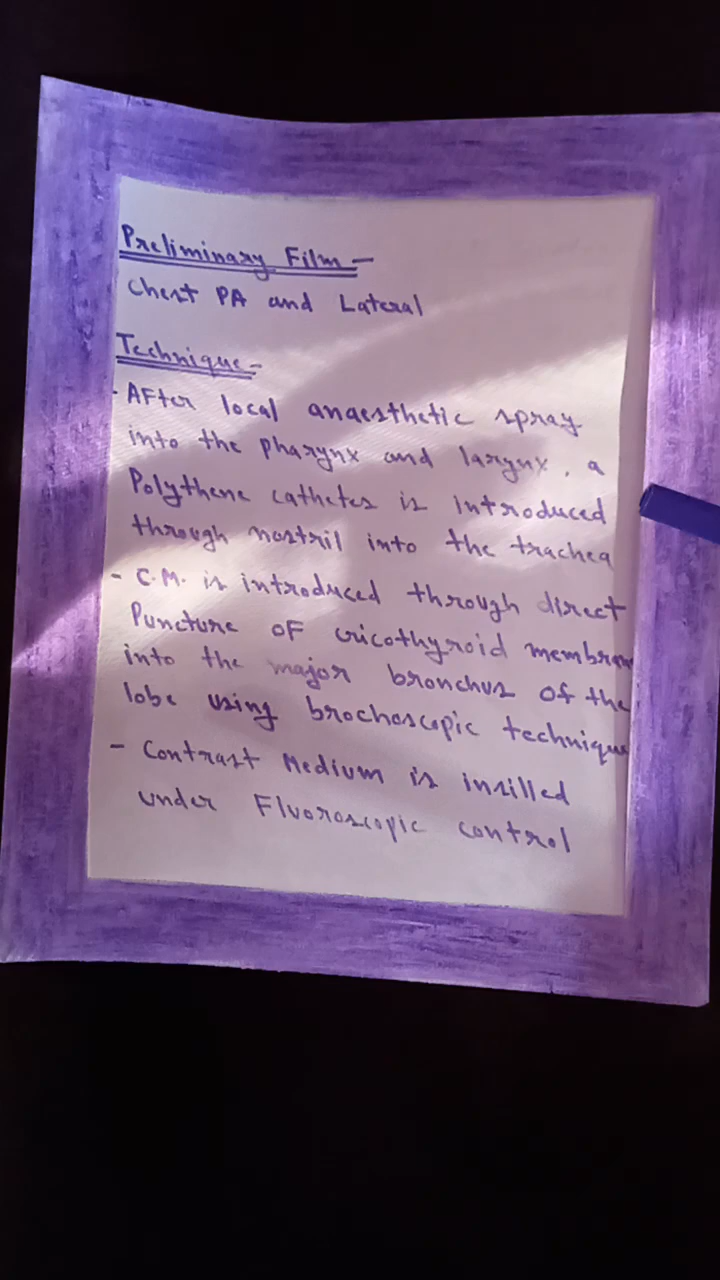 Preliminary Film -
Chest PA and Lateral
Technique -
- AFter local anaesthetic spray
into the pharynx and larynx, a
Polythene catheter is introduced
through nostril into the trachea
- C.M. is introduced through direct
Puncture OF cricothyroid membrane
into the major bronchus of the
lobe using brochoscopic technique
- Contrast Medium is insilled
under Fluoroscopic control